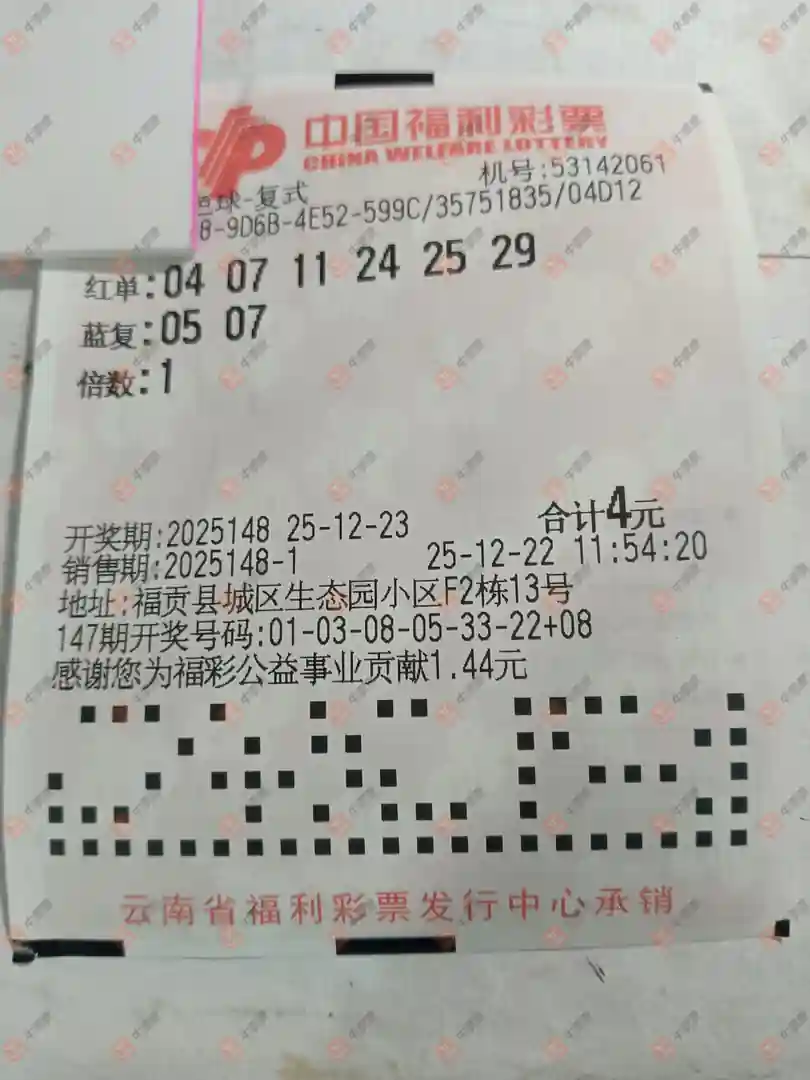 中国福利彩票
CHINA WELFARE LOTTERY
机号:53142061
色球-复式
8-9D6B-4E52-599C/35751835/04D12
红单:04 07 11 24 25 29
蓝复:05 07
倍数:1
合计4元
开奖期:2025148 25-12-23
销售期:2025148-1 25-12-22 11:54:20
地址:福贡县城区生态园小区F2栋13号
147期开奖号码:01-03-08-05-33-22+08
感谢您为福彩公益事业贡献1.44元
云南省福利彩票发行中心承销